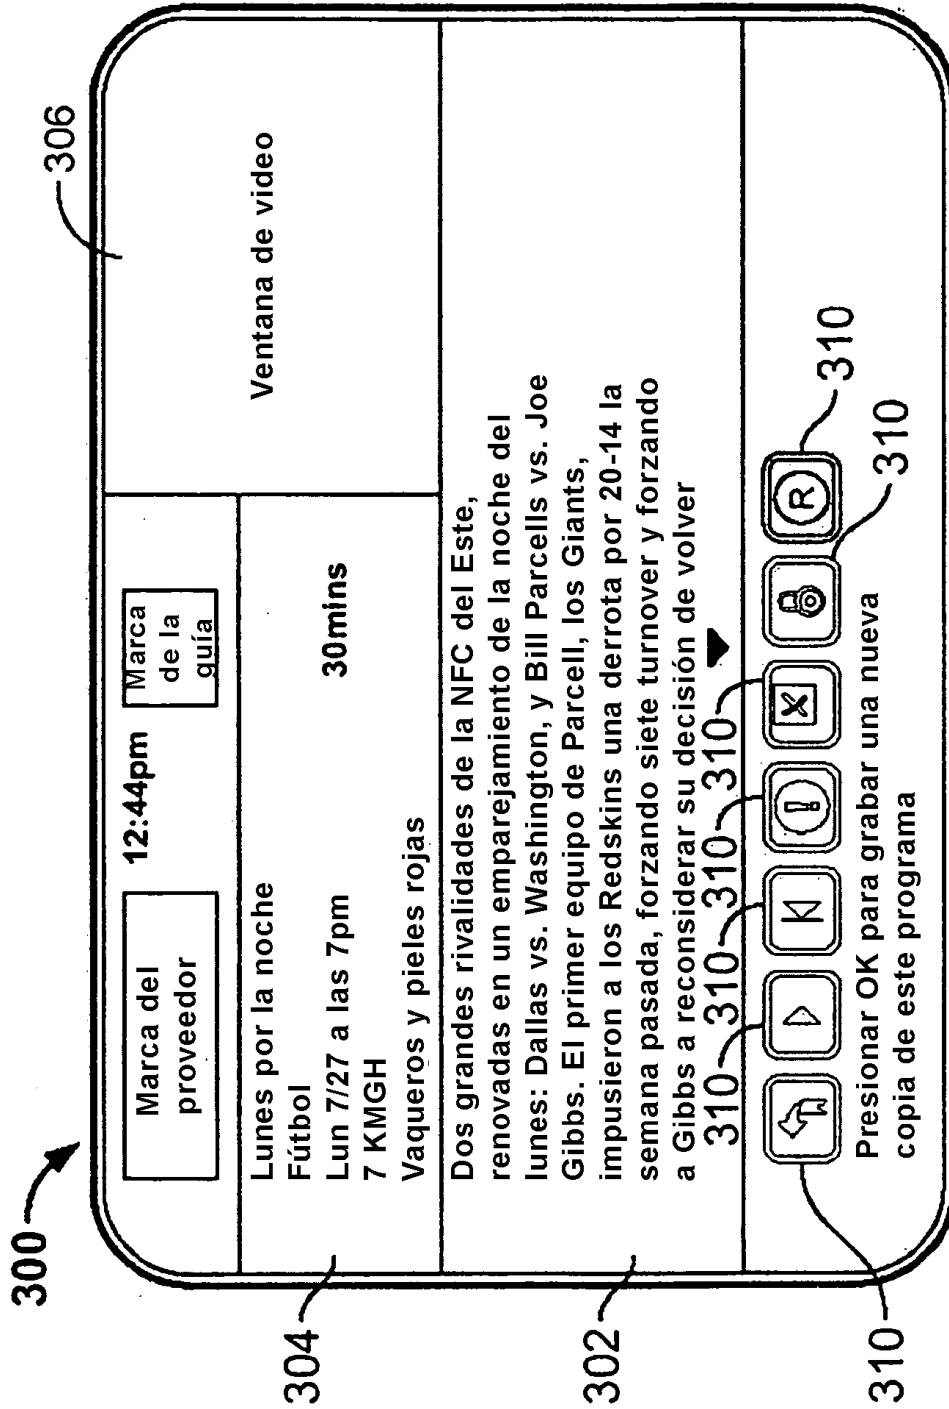 300
306
Marca del
proveedor
12:44pm
Marca
de la
guía
Ventana de video
304
Lunes por la noche
Fútbol
Lun 7/27 a las 7pm
30mins
7 KMGH
Vaqueros y pieles rojas
302
Dos grandes rivalidades de la NFC del Este,
renovadas en un emparejamiento de la noche del
lunes: Dallas vs. Washington, y Bill Parcells vs. Joe
Gibbs. El primer equipo de Parcell, los Giants,
impusieron a los Redskins una derrota por 20-14 la
semana pasada, forzando siete turnover y forzando
a Gibbs a reconsiderar su decisión de volver
310
310
310
310
310
R
310
310
Presionar OK para grabar una nueva
copia de este programa